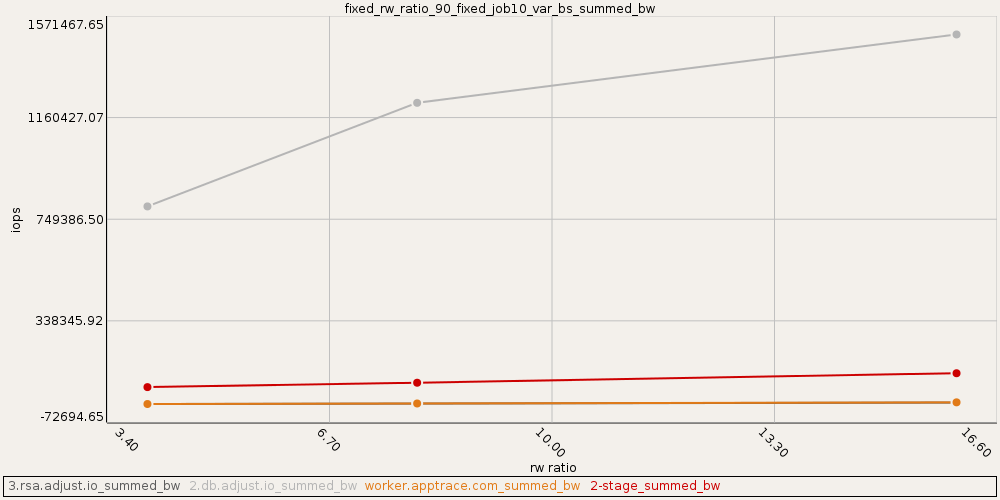 fixed_rw_ratio_90_fixed_job10_var_bs_summed_bw
1571467.65
1160427.07
749386.50
338345.92
-72694.65
iops
3.40
6.70
10.00
13.30
16.60
rw ratio
3.rsa.adjust.io_summed_bw 2.db.adjust.io_summed_bw worker.apptrace.com_summed_bw 2-stage_summed_bw